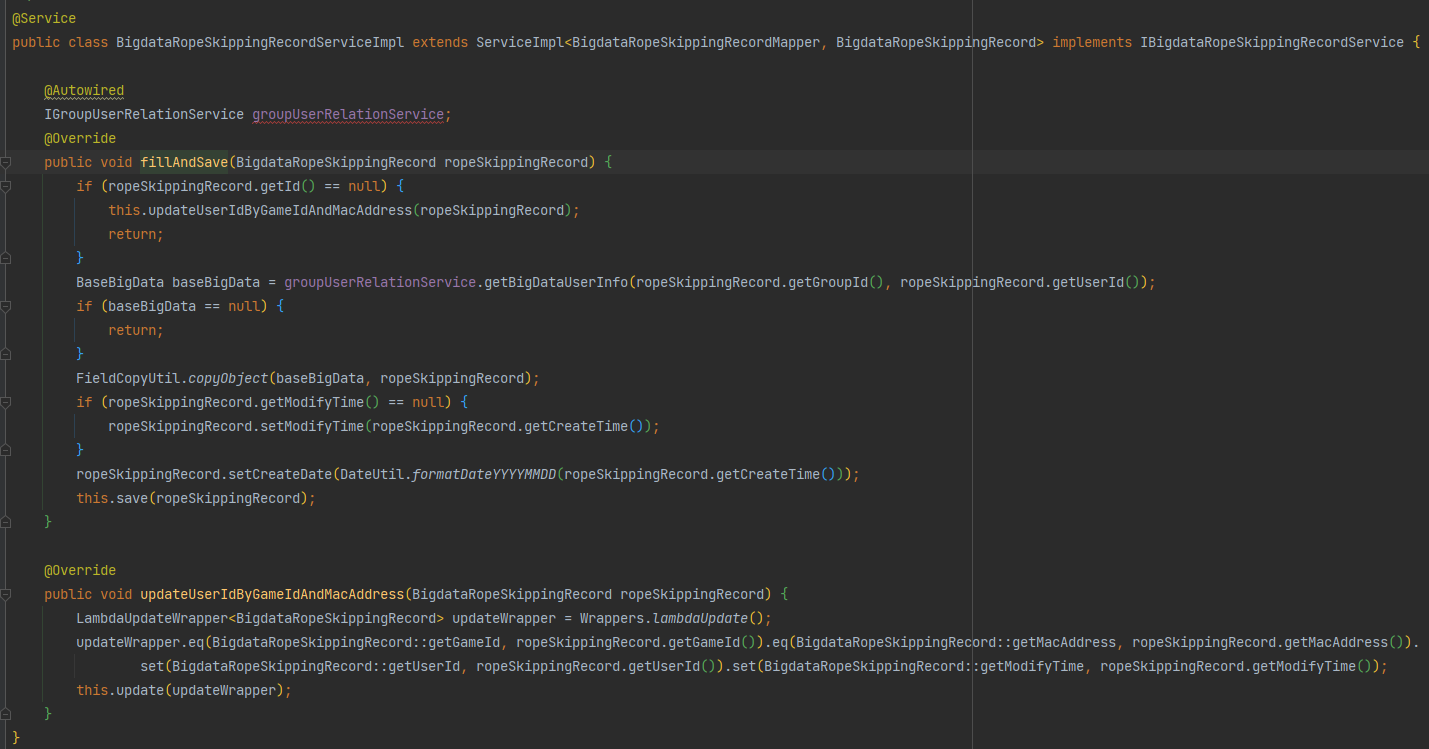 @Service
public class BigdataRopeSkippingRecordServiceImpl extends ServiceImpl<BigdataRopeSkippingRecordMapper, BigdataRopeSkippingRecord> implements IBigdataRopeSkippingRecordService {
@Autowired
IGroupUserRelationService groupUserRelationService;
@Override
public void fillAndSave(BigdataRopeSkippingRecord ropeSkippingRecord) {
if (ropeSkippingRecord.getId() == null) {
this.updateUserIdByGameIdAndMacAddress(ropeSkippingRecord);
return;
}
BaseBigData baseBigData = groupUserRelationService.getBigDataUserInfo(ropeSkippingRecord.getGroupId(), ropeSkippingRecord.getUserId());
if (baseBigData == null) {
return;
}
FieldCopyUtil.copyObject(baseBigData, ropeSkippingRecord);
if (ropeSkippingRecord.getModifyTime() == null) {
ropeSkippingRecord.setModifyTime(ropeSkippingRecord.getCreateTime());
}
ropeSkippingRecord.setCreateDate(DateUtil.formatDateYYYYMMDD(ropeSkippingRecord.getCreateTime()));
this.save(ropeSkippingRecord);
}
@Override
public void updateUserIdByGameIdAndMacAddress(BigdataRopeSkippingRecord ropeSkippingRecord) {
LambdaUpdateWrapper<BigdataRopeSkippingRecord> updateWrapper = Wrappers.lambdaUpdate();
updateWrapper.eq(BigdataRopeSkippingRecord::getGameId, ropeSkippingRecord.getGameId()).eq(BigdataRopeSkippingRecord::getMacAddress, ropeSkippingRecord.getMacAddress()).
set(BigdataRopeSkippingRecord::getUserId, ropeSkippingRecord.getUserId()).set(BigdataRopeSkippingRecord::getModifyTime, ropeSkippingRecord.getModifyTime());
this.update(updateWrapper);
}
}